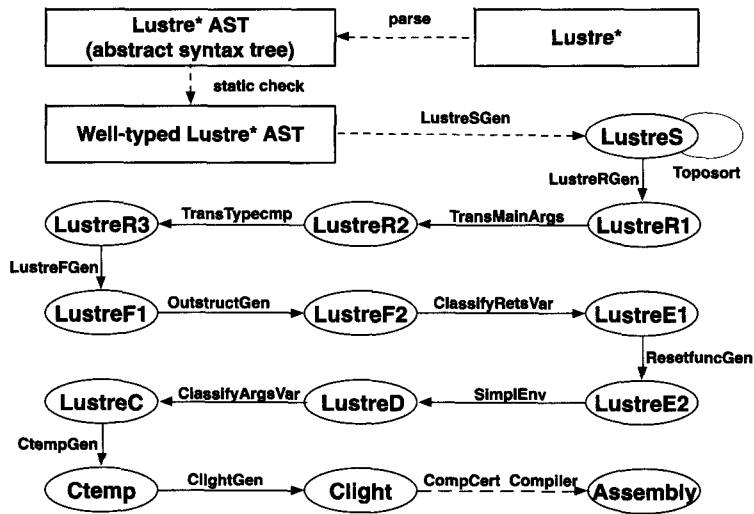 Lustre* AST
(abstract syntax tree)
parse
Lustre*
static check
Well-typed Lustre* AST
LustreSGen
LustreS
Toposort
LustreRGen
LustreR3
TransTypecmp
LustreR2
TransMainArgs
LustreR1
LustreFGen
LustreF1
OutstructGen
LustreF2
ClassifyRetsVar
LustreE1
ResetfuncGen
LustreC
ClassifyArgsVar
LustreD
SimplEnv
LustreE2
CtempGen
Ctemp
ClightGen
Clight
CompCert Compiler
Assembly